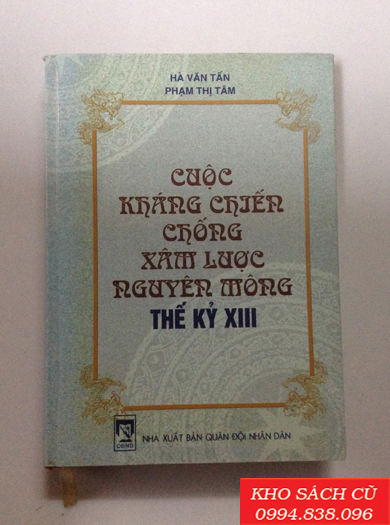 HÀ VĂN TẤN
PHẠM THỊ TÂM
CUỘC
KHÁNG CHIẾN
CHỐNG
XÂM LƯỢC
NGUYÊN MÔNG
THẾ KỶ XIII
QĐND
NHÀ XUẤT BẢN QUÂN ĐỘI NHÂN DÂN
KHO SÁCH CŨ
0994.838.096